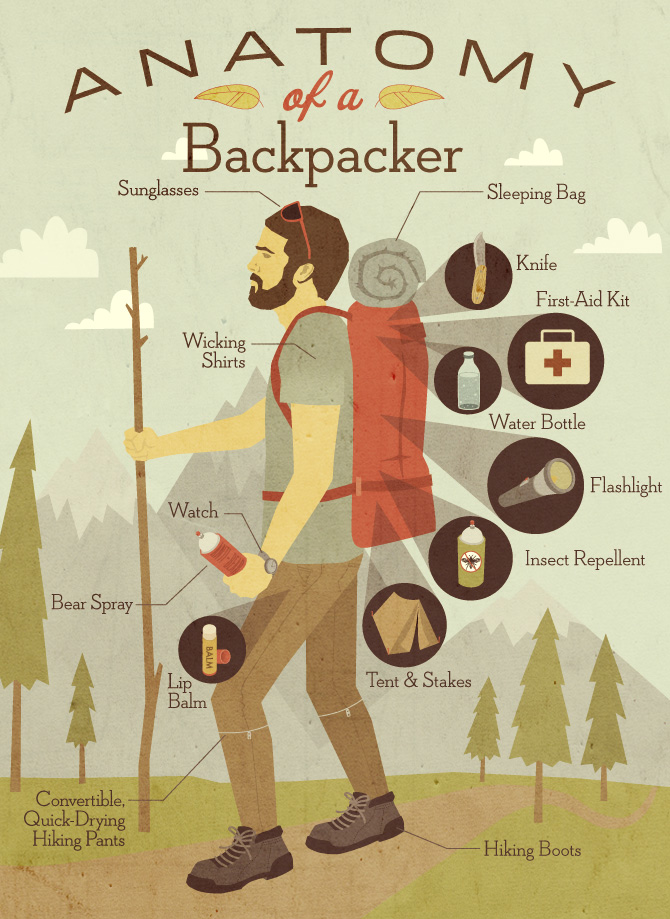 ANATOMY
of a
Backpacker
Sunglasses
Sleeping Bag
Knife
First-Aid Kit
Wicking
Shirts
Water Bottle
Flashlight
Watch
Insect Repellent
Bear Spray
BALM
Lip
Balm
Tent & Stakes
Convertible,
Quick-Drying
Hiking Pants
Hiking Boots